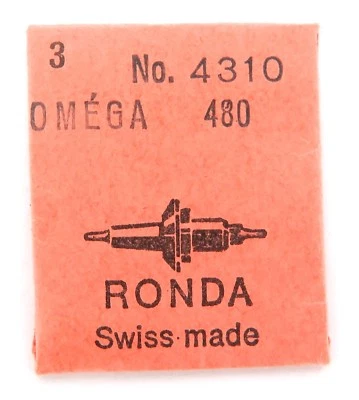 3 No. 4310
OMÉGA 480
RONDA
Swiss made